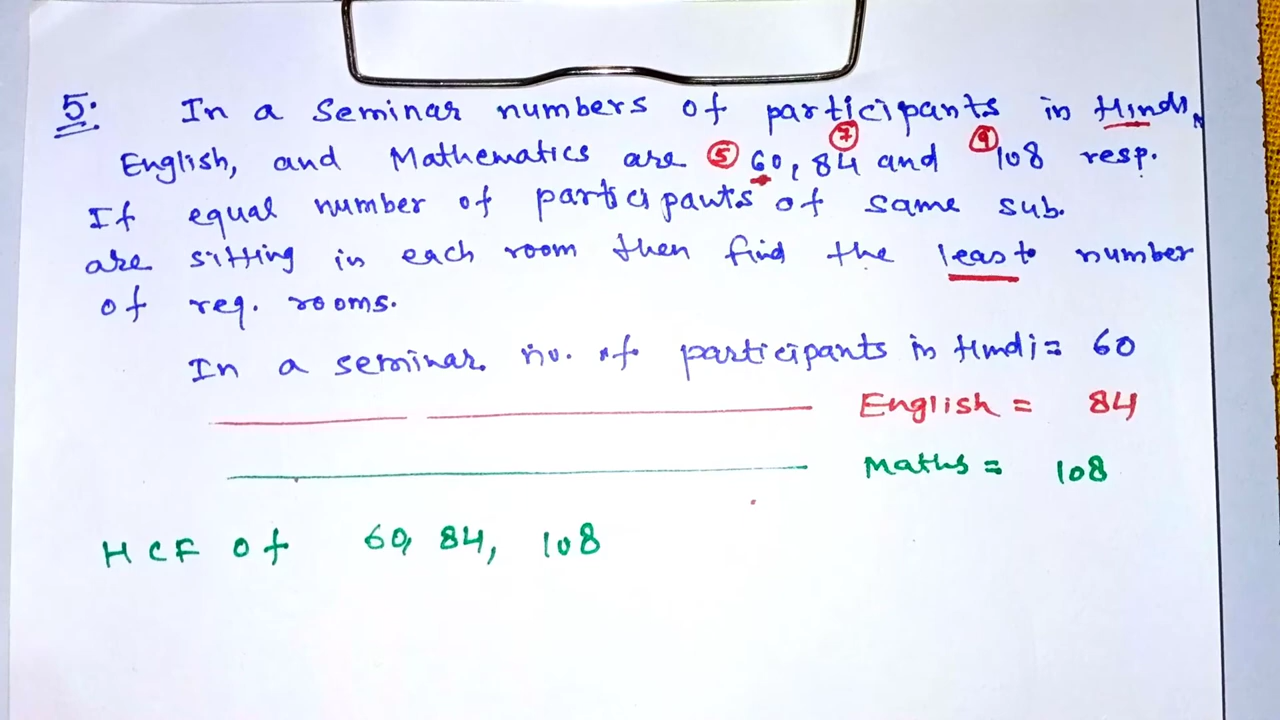 5. In a Seminar numbers of participants in Hindi,
English, and Mathematics are ⑤ 60, 84 ⑦ and ⑨ 108 resp.
If equal number of participants of same sub.
are sitting in each room then find the least number
of req. rooms.
In a seminar no. of participants in Hindi = 60
English = 84
Maths = 108
HCF of 60, 84, 108